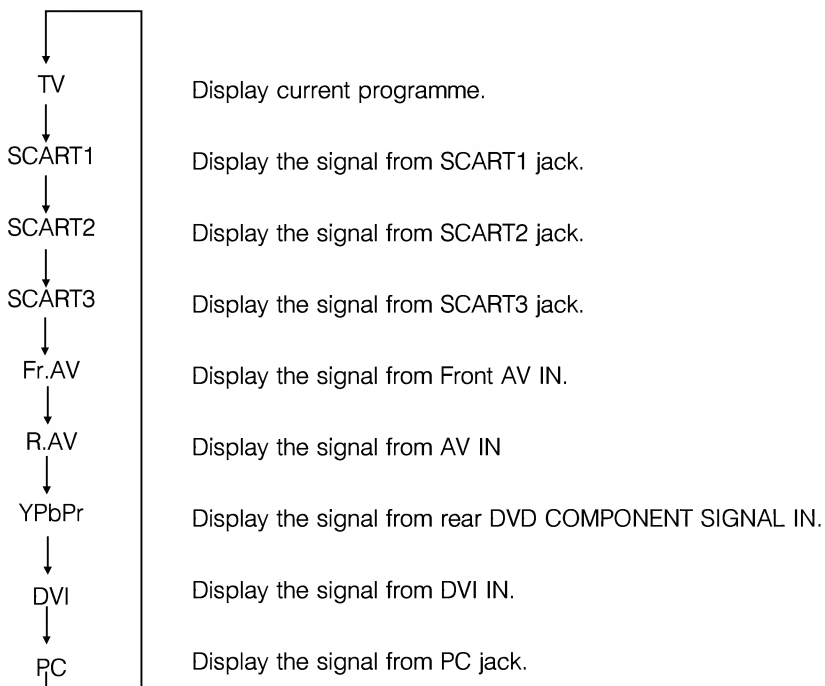 TV Display current programme.
SCART1 Display the signal from SCART1 jack.
SCART2 Display the signal from SCART2 jack.
SCART3 Display the signal from SCART3 jack.
Fr.AV Display the signal from Front AV IN.
R.AV Display the signal from AV IN
YPbPr Display the signal from rear DVD COMPONENT SIGNAL IN.
DVI Display the signal from DVI IN.
PC Display the signal from PC jack.